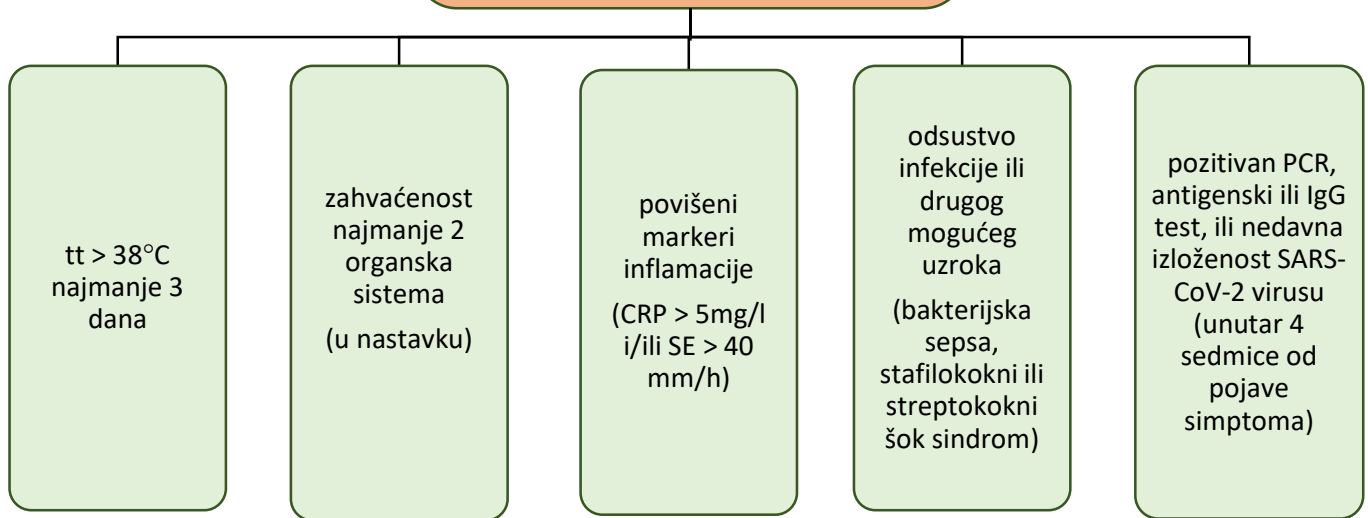 tt > 38°C
najmanje 3
dana
zahvaćenost
najmanje 2
organska
sistema
(u nastavku)
povišeni
markeri
inflamacije
(CRP > 5mg/l
i/ili SE > 40
mm/h)
odsustvo
infekcije ili
drugog
mogućeg
uzroka
(bakterijska
sepsa,
stafilokokni ili
streptokokni
šok sindrom)
pozitivan PCR,
antigenski ili IgG
test, ili nedavna
izloženost SARS-
CoV-2 virusu
(unutar 4
sedmice od
pojave
simptoma)